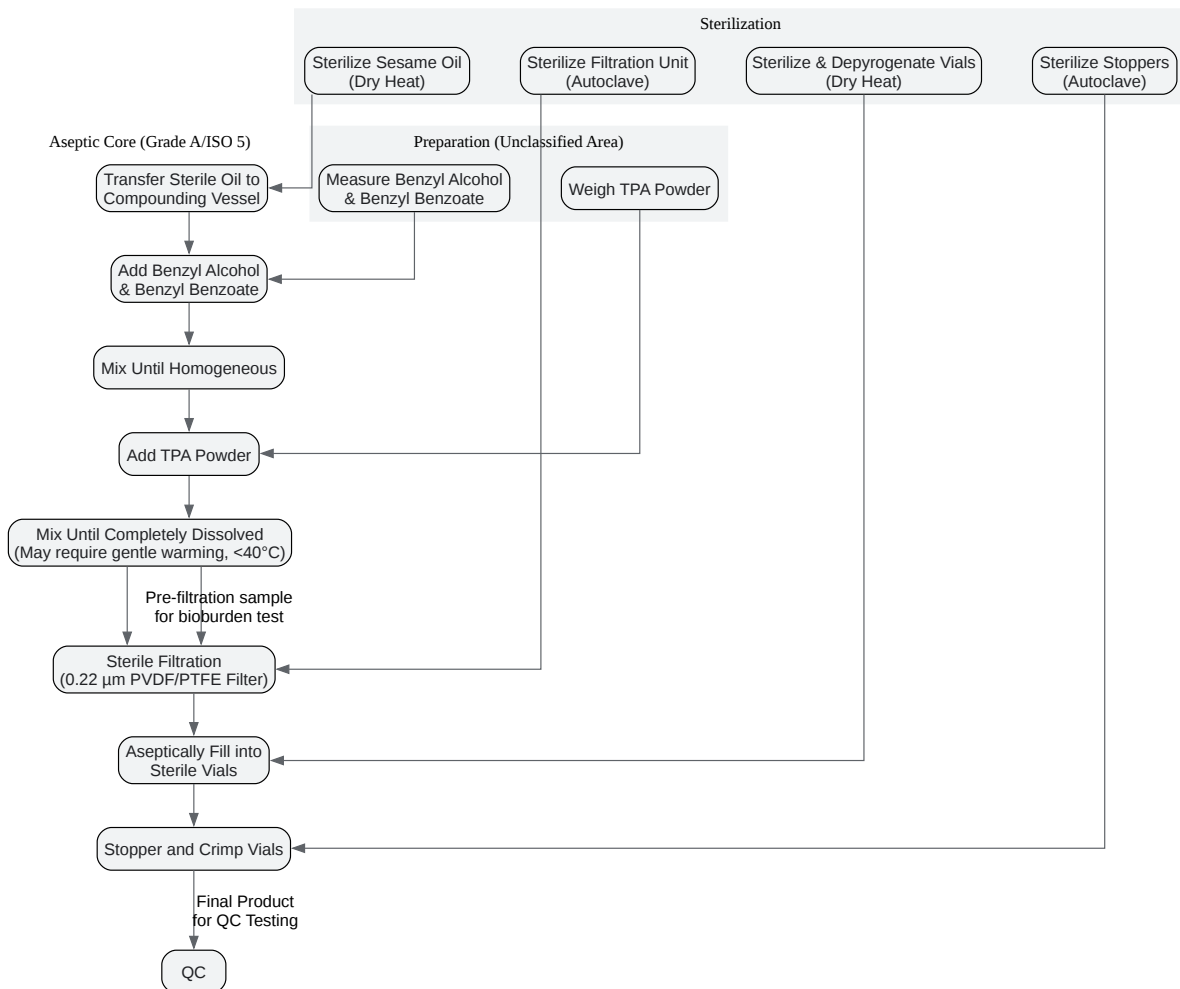 Sterilization
Sterilize Sesame Oil
(Dry Heat)
Sterilize Filtration Unit
(Autoclave)
Sterilize & Depyrogenate Vials
(Dry Heat)
Sterilize Stoppers
(Autoclave)
Aseptic Core (Grade A/ISO 5)
Preparation (Unclassified Area)
Transfer Sterile Oil to
Compounding Vessel
Measure Benzyl Alcohol
& Benzyl Benzoate
Weigh TPA Powder
Add Benzyl Alcohol
& Benzyl Benzoate
Mix Until Homogeneous
Add TPA Powder
Mix Until Completely Dissolved
(May require gentle warming, <40°C)
Pre-filtration sample
for bioburden test
Sterile Filtration
(0.22 µm PVDF/PTFE Filter)
Aseptically Fill into
Sterile Vials
Stopper and Crimp Vials
Final Product
for QC Testing
QC